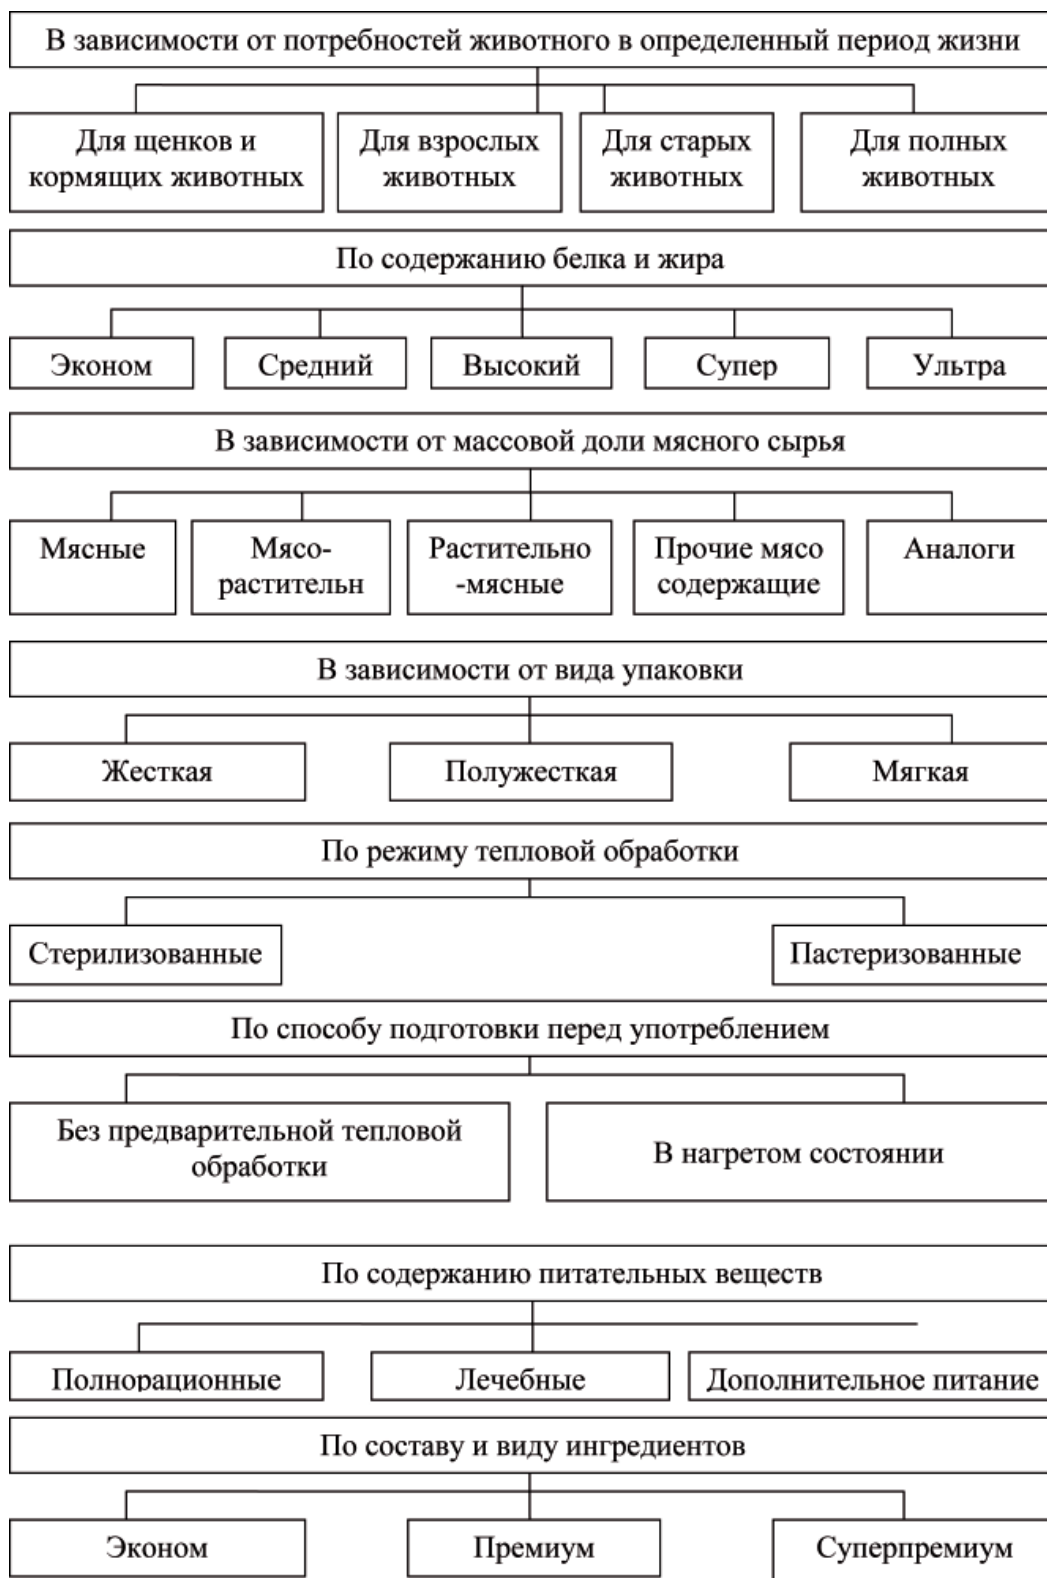 В зависимости от потребностей животного в определенный период жизни
Для щенков и
кормящих животных
Для взрослых
животных
Для старых
животных
Для полных
животных
По содержанию белка и жира
Эконом
Средний
Высокий
Супер
Ультра
В зависимости от массовой доли мясного сырья
Мясные
Мясо-
растительн
Растительно
-мясные
Прочие мясо
содержащие
Аналоги
В зависимости от вида упаковки
Жесткая
Полужесткая
Мягкая
По режиму тепловой обработки
Стерилизованные
Пастеризованные
По способу подготовки перед употреблением
Без предварительной тепловой
обработки
В нагретом состоянии
По содержанию питательных веществ
Полнорационные
Лечебные
Дополнительное питание
По составу и виду ингредиентов
Эконом
Премиум
Суперпремиум